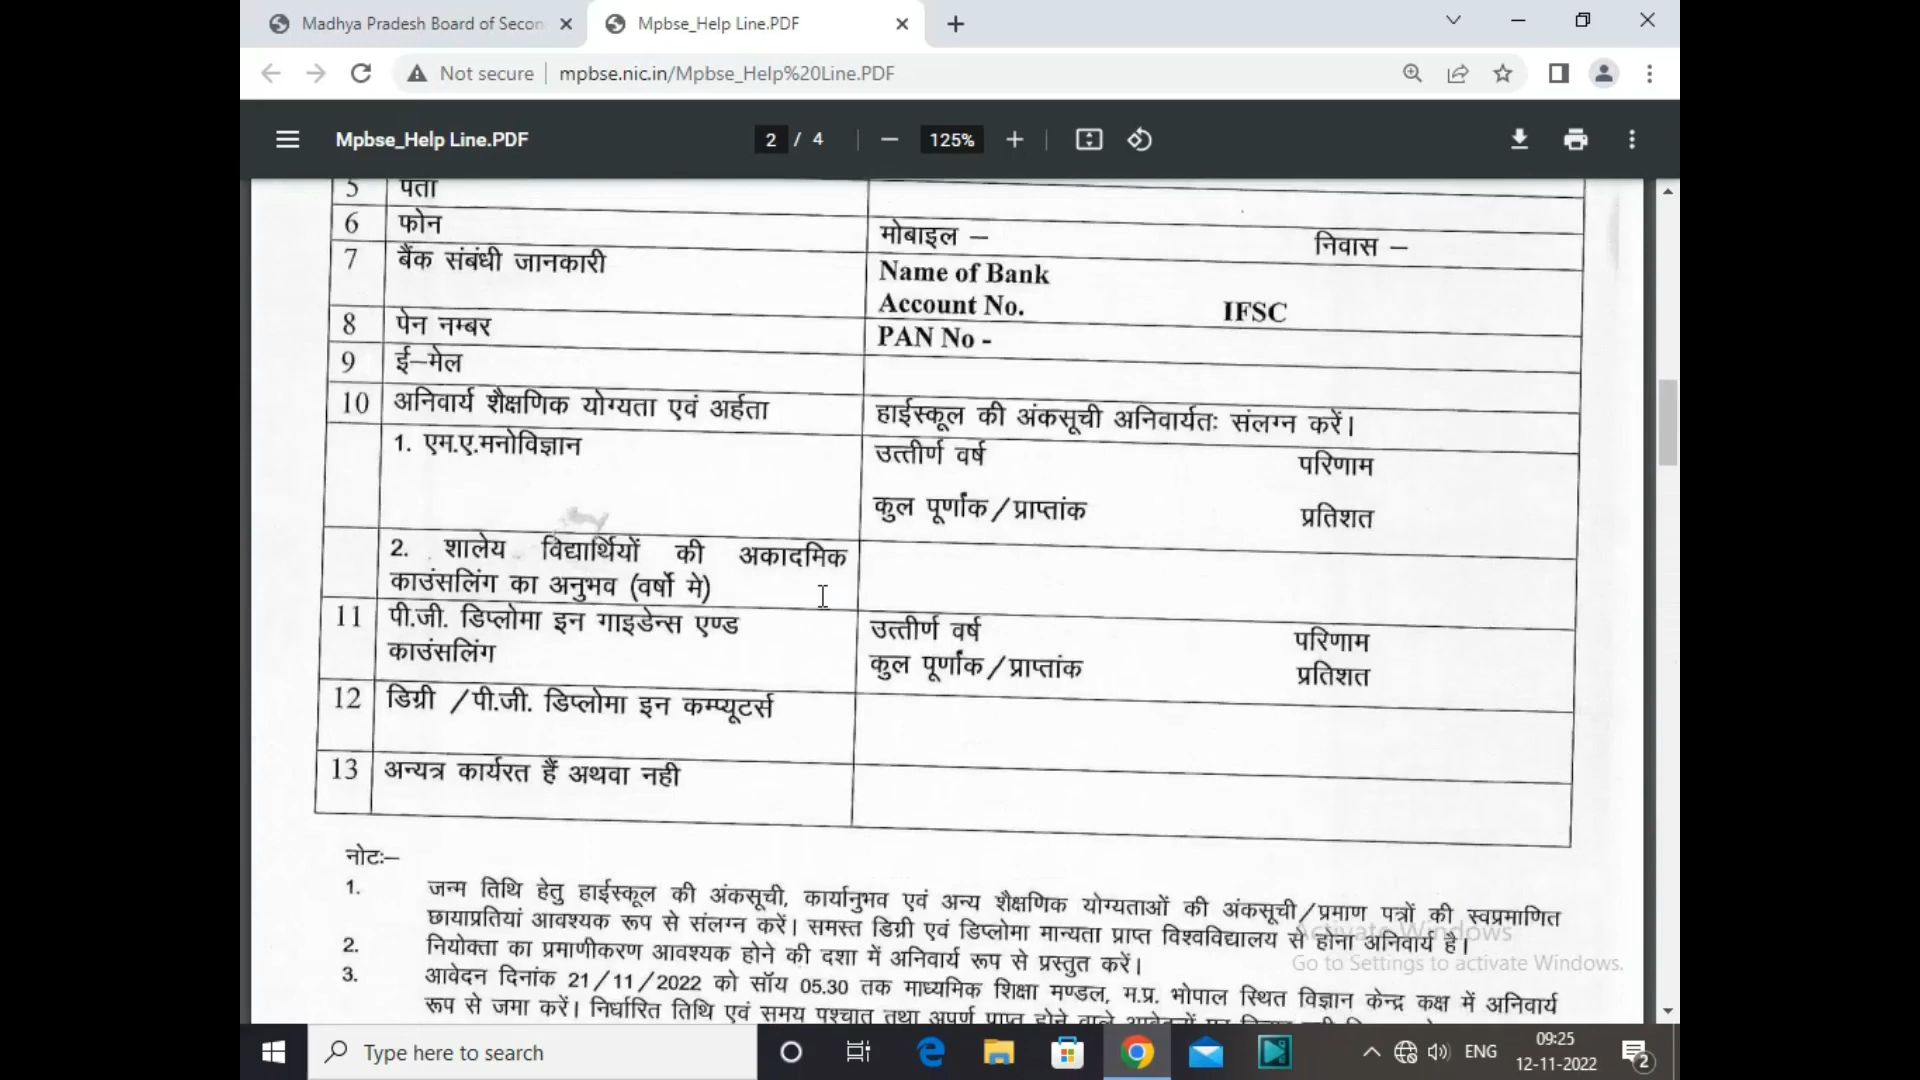 Madhya Pradesh Board of Secon
Mpbse_Help Line.PDF
Not secure
mpbse.nic.in/Mpbse_Help%20Line.PDF
Mpbse_Help Line.PDF
2 / 4
125%
5 पता
6 फोन मोबाइल – निवास –
7 बैंक संबंधी जानकारी Name of Bank
Account No. IFSC
8 पेन नम्बर PAN No -
9 ई–मेल
10 अनिवार्य शैक्षणिक योग्यता एवं अर्हता हाईस्कूल की अंकसूची अनिवार्यतः संलग्न करें।
1. एम.ए.मनोविज्ञान उत्तीर्ण वर्ष परिणाम
कुल पूर्णांक/प्राप्तांक प्रतिशत
2. शालेय विद्यार्थियों की अकादमिक
काउंसलिंग का अनुभव (वर्षो मे)
11 पी.जी. डिप्लोमा इन गाइडेन्स एण्ड उत्तीर्ण वर्ष परिणाम
काउंसलिंग कुल पूर्णांक/प्राप्तांक प्रतिशत
12 डिग्री /पी.जी. डिप्लोमा इन कम्प्यूटर्स
13 अन्यत्र कार्यरत हैं अथवा नही
नोटः–
1. जन्म तिथि हेतु हाईस्कूल की अंकसूची, कार्यानुभव एवं अन्य शैक्षणिक योग्यताओं की अंकसूची/प्रमाण पत्रों की स्वप्रमाणित
छायाप्रतियां आवश्यक रूप से संलग्न करें। समस्त डिग्री एवं डिप्लोमा मान्यता प्राप्त विश्वविद्यालय से होना अनिवार्य है।
2. नियोक्ता का प्रमाणीकरण आवश्यक होने की दशा में अनिवार्य रूप से प्रस्तुत करें।
3. आवेदन दिनांक 21/11/2022 को सॉय 05.30 तक माध्यमिक शिक्षा मण्डल, म.प्र. भोपाल स्थित विज्ञान केन्द्र कक्ष में अनिवार्य
रूप से जमा करें। निर्धारित तिथि एवं समय पश्चात तथा अपूर्ण प्राप्त होने वाले आवेदनों पर
Activate Windows
Go to Settings to activate Windows.
Type here to search
ENG
09:25
12-11-2022
2